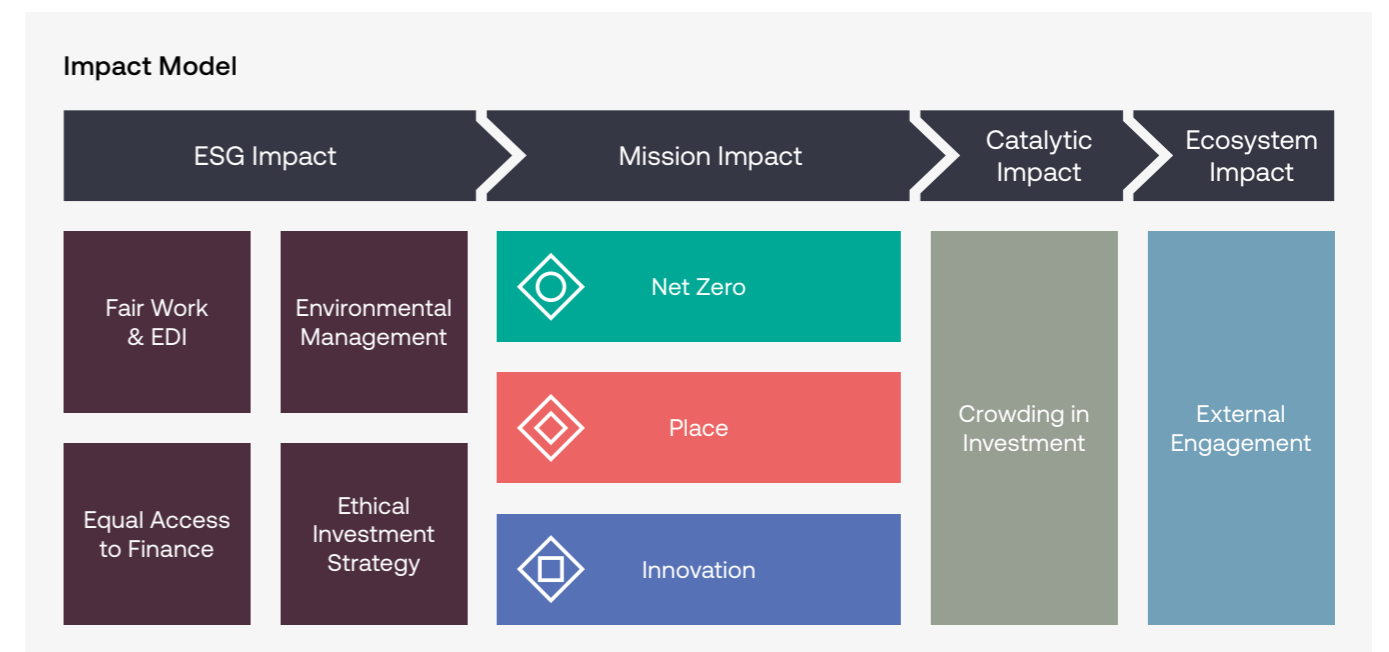 Impact Model
ESG Impact
Mission Impact
Catalytic
Impact
Ecosystem
Impact
Fair Work
& EDI
Environmental
Management
Equal Access
to Finance
Ethical
Investment
Strategy
Net Zero
Place
Innovation
Crowding in
Investment
External
Engagement